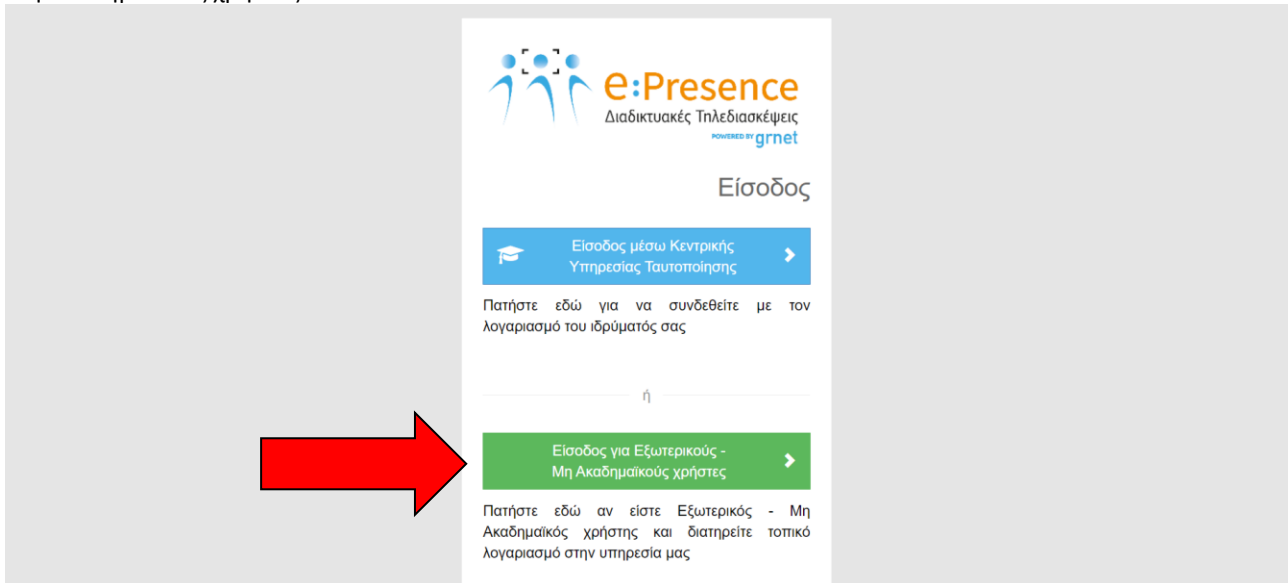 e:Presence
Διαδικτυακές Τηλεδιασκέψεις
POWERED BY grnet
Είσοδος
Είσοδος μέσω Κεντρικής
Υπηρεσίας Ταυτοποίησης
Πατήστε εδώ για να συνδεθείτε με τον
λογαριασμό του ιδρύματός σας
ή
Είσοδος για Εξωτερικούς -
Μη Ακαδημαϊκούς χρήστες
Πατήστε εδώ αν είστε Εξωτερικός - Μη
Ακαδημαϊκός χρήστης και διατηρείτε τοπικό
λογαριασμό στην υπηρεσία μας